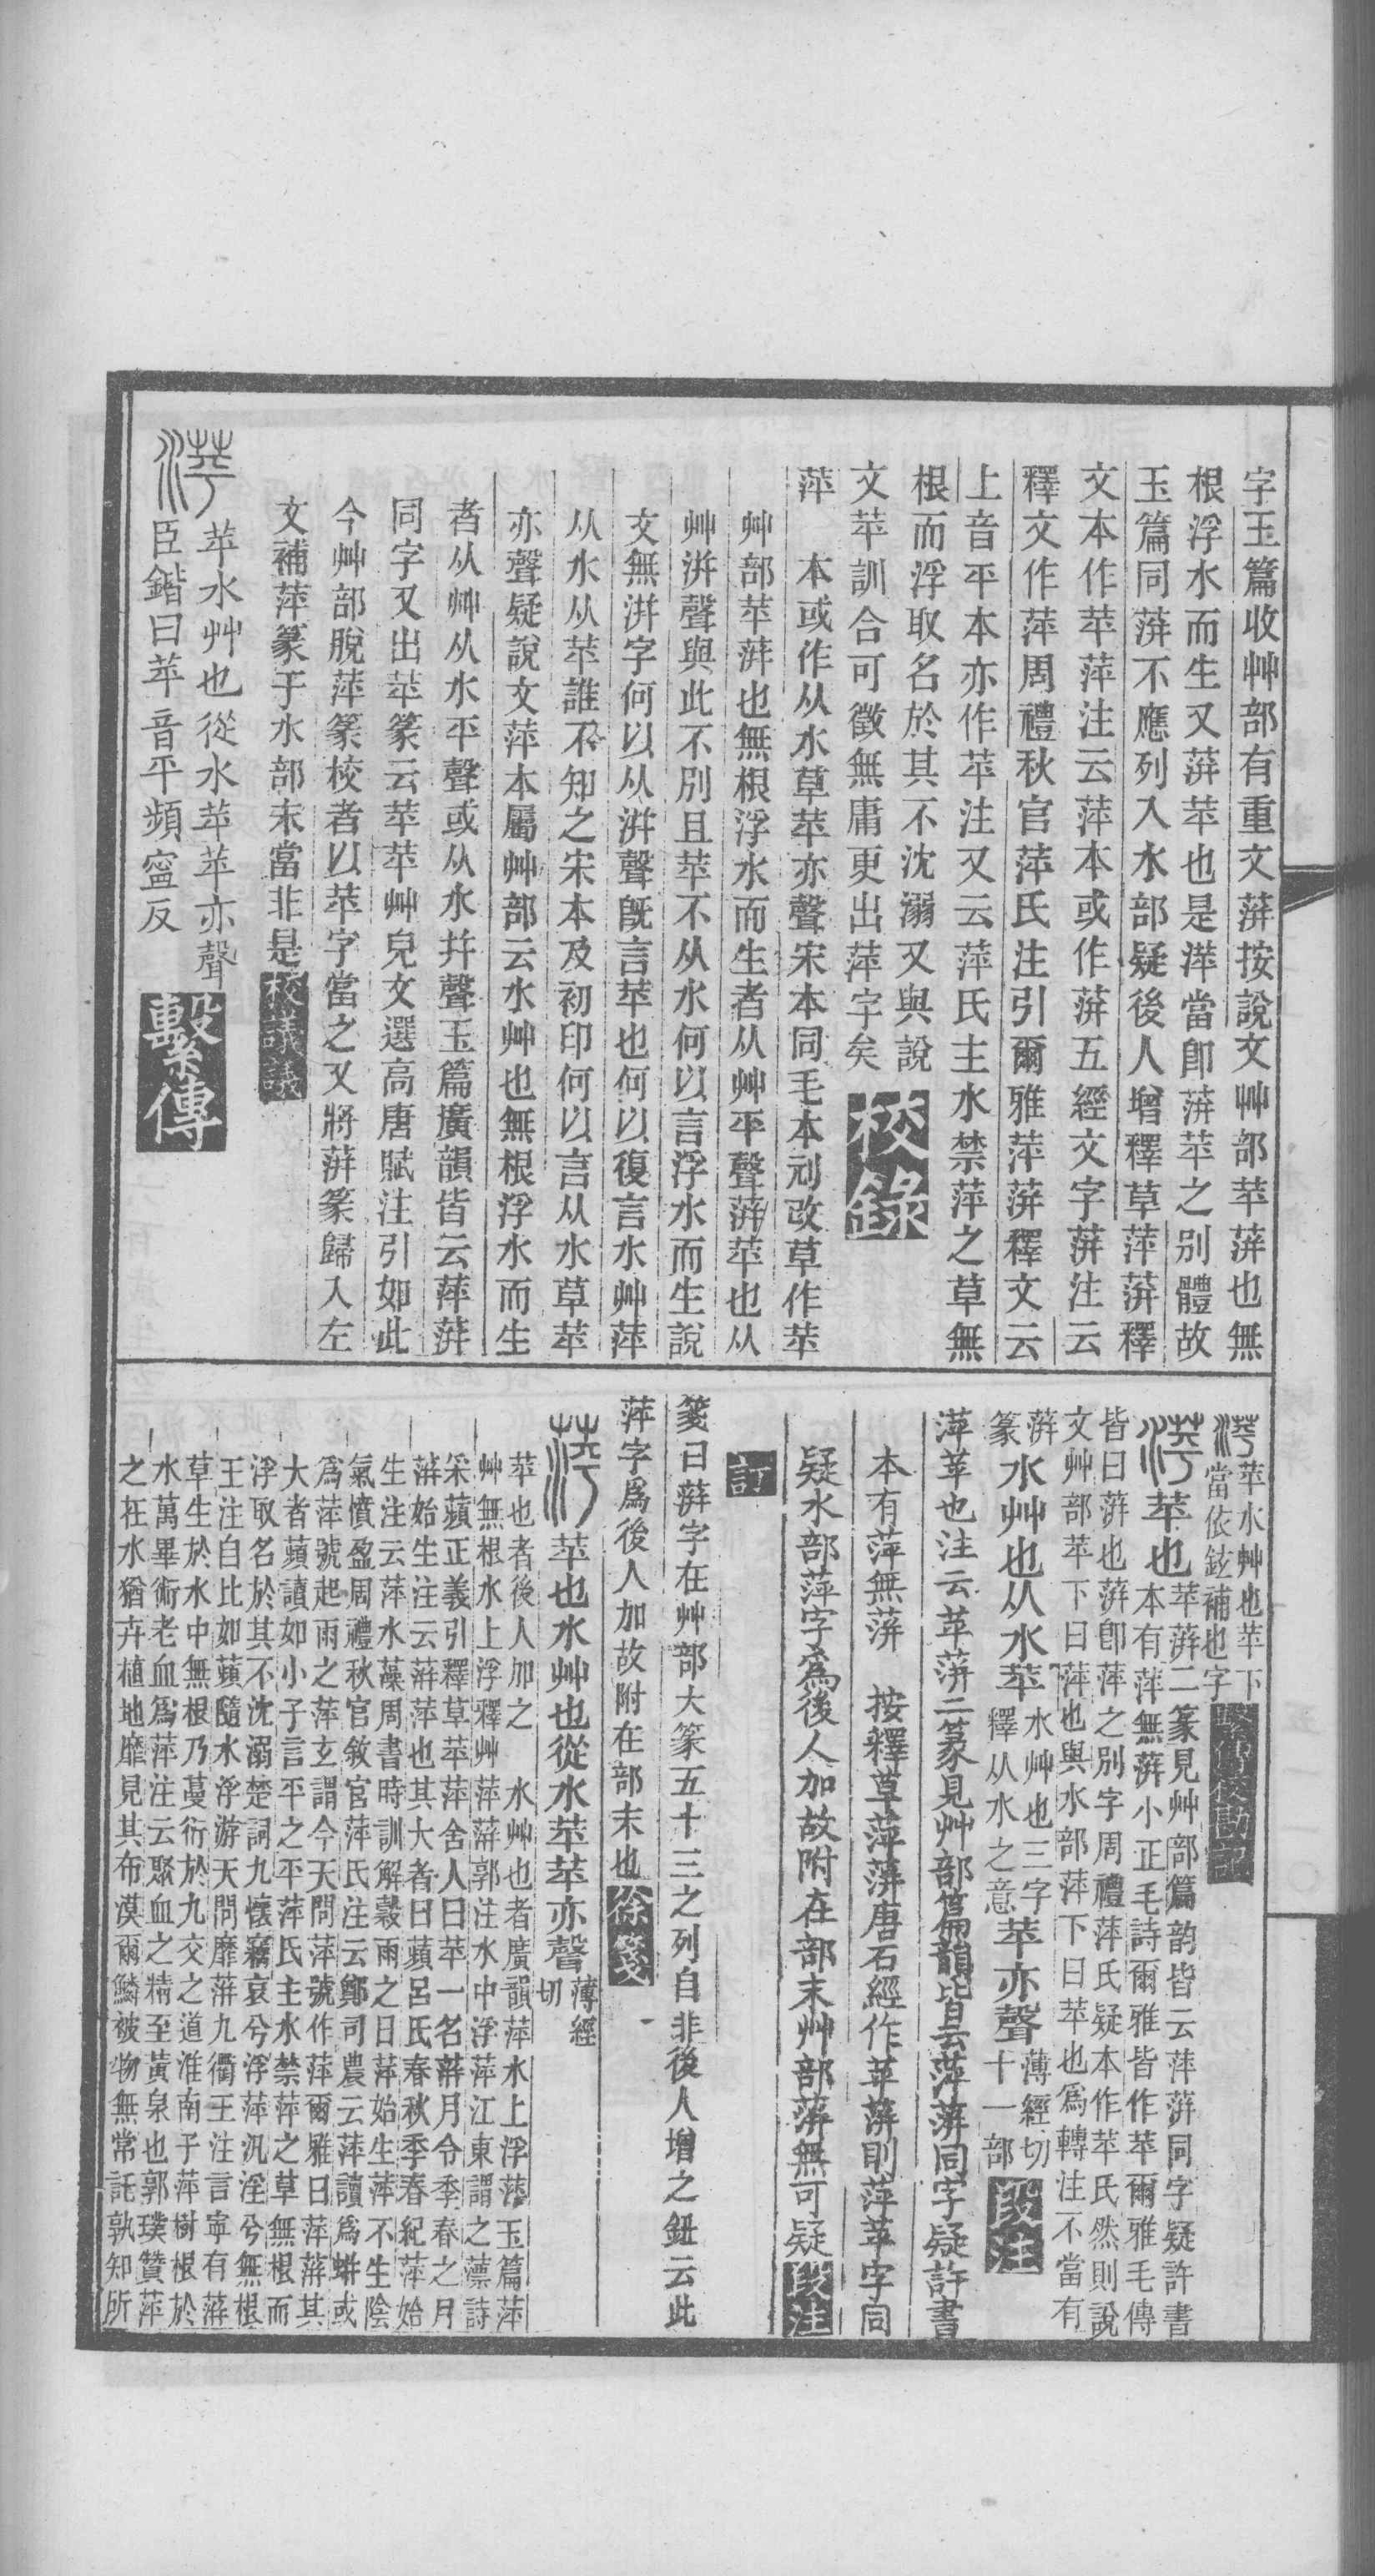 字玉篇收艸部有重文蓱按說文艸部苹蓱也無
根浮水而生又蓱苹也是萍當即蓱苹之別體故
玉篇同蓱不應列入水部疑後人增釋草萍蓱釋
文本作苹萍注云萍本或作蓱五經文字蓱注云
釋文作萍周禮秋官萍氏注引爾雅萍蓱釋文云
上音平本亦作苹注又云萍氏主水禁萍之草無
根而浮取名於其不沈溺又與說
文苹訓合可徵無庸更出萍字矣
校錄
萍　本或作从水草苹亦聲宋本同毛本刓改草作苹
艸部苹蓱也無根浮水而生者从艸平聲蓱苹也从
艸洴聲與此不別且苹不从水何以言浮水而生說
文無洴字何以从洴聲旣言苹也何以復言水艸萍
从水从苹誰不知之宋本及初印何以言从水草苹
亦聲疑說文萍本屬艸部云水艸也無根浮水而生
者从艸从水平聲或从水幷聲玉篇廣韻皆云萍蓱
同字又出苹篆云苹苹艸皃文選高唐賦注引如此
今艸部脫萍篆校者以苹字當之又將蓱篆歸入左
文補萍篆于水部末當非是校議議
萍
苹水艸也從水苹苹亦聲
臣鍇曰苹音平頻寍反
繫傳
萍
苹水艸也苹下
當依鉉補也字
繫傳校勘記
萍苹也
苹蓱二篆見艸部篇韵皆云萍蓱同字疑許書
本有萍無蓱小正毛詩爾雅皆作苹爾雅毛傳
皆曰蓱也蓱卽萍之別字周禮萍氏疑本作苹氏然則說
文艸部苹下曰萍也與水部萍下曰苹也爲轉注不當有
蓱
篆
水艸也从水苹
水艸也三字
釋从水之意
苹亦聲
薄經切
十一部
段注
萍苹也注云苹蓱二篆見艸部篇韻皆云萍蓱同字疑許書
本有萍無蓱　按釋草萍蓱唐石經作苹蓱則萍苹字同
疑水部萍字爲後人加故附在部末艸部蓱無可疑段注
訂
箋曰蓱字在艸部大篆五十三之列自非後人增之鈕云此
萍字爲後人加故附在部末也徐箋
萍
苹也水艸也從水苹苹亦聲
薄經
切
苹也者後人加之　水艸也者廣韻萍水上浮萍玉篇萍
艸無根水上浮釋艸萍蓱郭注水中浮萍江東謂之薸詩
采蘋正義引釋草苹萍舍人曰苹一名蓱月令季春之月
蓱始生注云蓱萍也其大者曰蘋呂氏春秋季春紀萍始
生注云萍水藻周書時訓解穀雨之日萍始生萍不生陰
氣憤盈周禮秋官敘官萍氏注云鄭司農云萍讀爲蛢或
爲萍號起雨之萍玄謂今天問萍號作萍爾雅曰萍蓱其
大者蘋讀如小子言平之平萍氏主水禁萍之草無根而
浮取名於其不沈溺楚詞九懷竊哀兮浮萍汎淫兮無根
王注自比如蘋隨水浮游天問靡蓱九衢王注言寧有蓱
草生於水中無根乃蔓衍於九交之道淮南子萍樹根於
水萬畢術老血爲萍注云聚血之精至黃泉也郭璞贊萍
之在水猶卉植地靡見其布漠爾鱗被物無常託孰知所